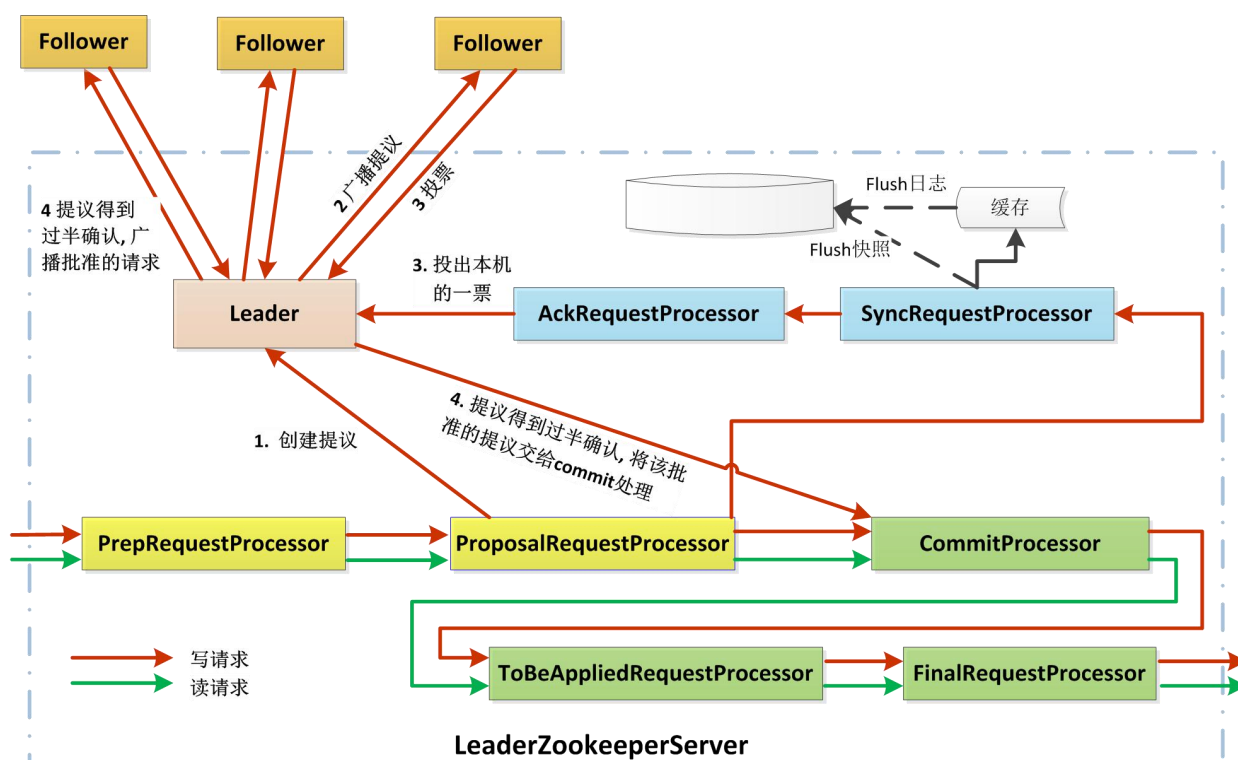 Follower
Follower
Follower
2 广播提议
3 投票
4 提议得到
过半确认, 广
播批准的请求
Flush日志
缓存
Flush快照
3. 投出本机
的一票
Leader
AckRequestProcessor
SyncRequestProcessor
1. 创建提议
4. 提议得到过半确认, 将该批
准的提议交给commit处理
PrepRequestProcessor
ProposalRequestProcessor
CommitProcessor
写请求
读请求
ToBeAppliedRequestProcessor
FinalRequestProcessor
LeaderZookeeperServer